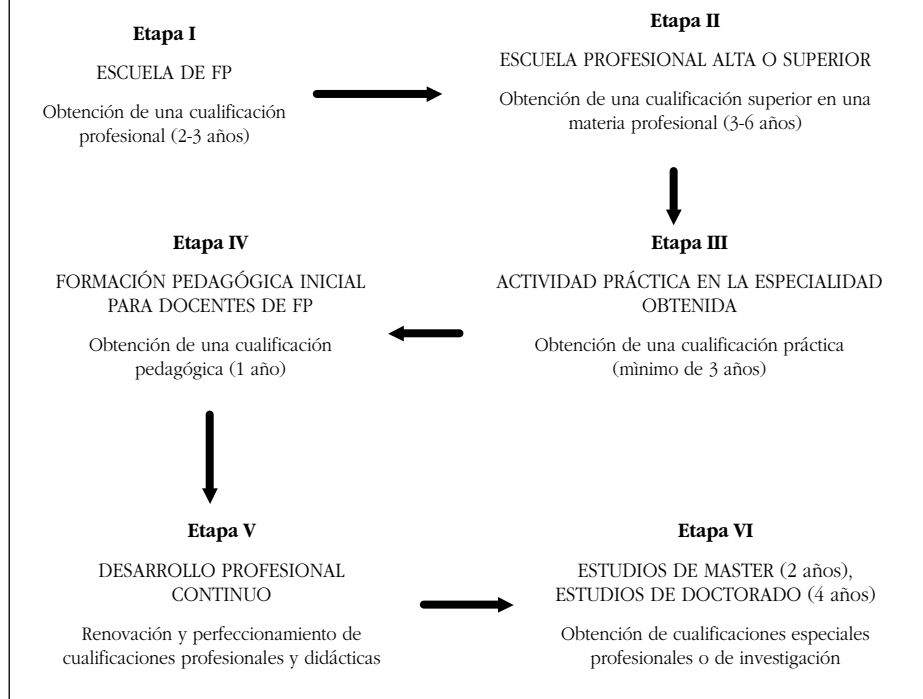 Etapa I
ESCUELA DE FP
Obtención de una cualificación
profesional (2-3 años)
Etapa II
ESCUELA PROFESIONAL ALTA O SUPERIOR
Obtención de una cualificación superior en una
materia profesional (3-6 años)
Etapa III
ACTIVIDAD PRÁCTICA EN LA ESPECIALIDAD
OBTENIDA
Obtención de una cualificación práctica
(mìnimo de 3 años)
Etapa IV
FORMACIÓN PEDAGÓGICA INICIAL
PARA DOCENTES DE FP
Obtención de una cualificación
pedagógica (1 año)
Etapa V
DESARROLLO PROFESIONAL
CONTINUO
Renovación y perfeccionamiento de
cualificaciones profesionales y didácticas
Etapa VI
ESTUDIOS DE MASTER (2 años),
ESTUDIOS DE DOCTORADO (4 años)
Obtención de cualificaciones especiales
profesionales o de investigación